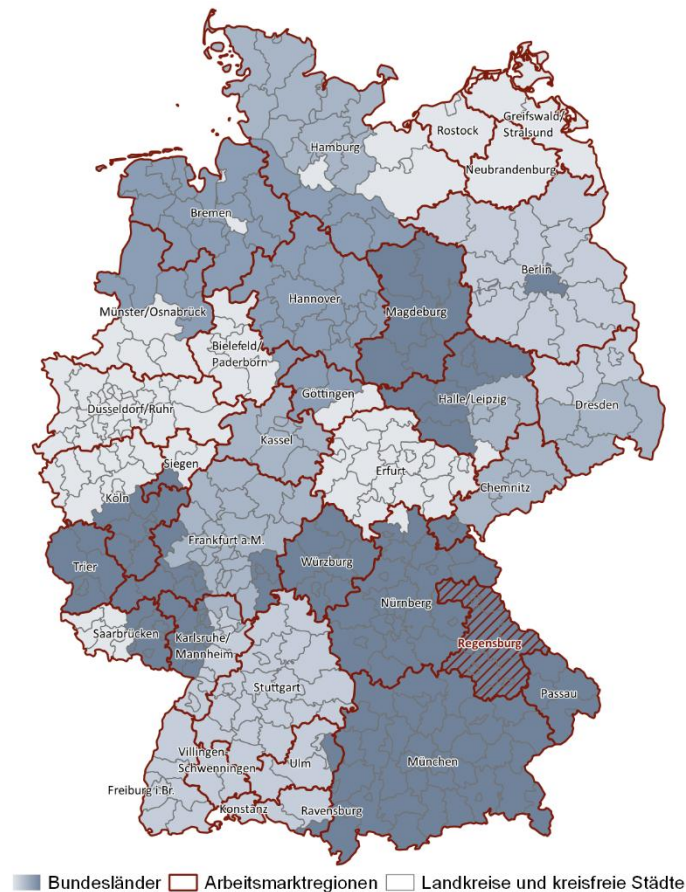 Hamburg
Rostock
Greifswald/
Stralsund
Neubrandenburg
Bremen
Berlin
Hannover
Magdeburg
Münster/Osnabrück
Bielefeld/
Paderborn
Göttingen
Halle/Leipzig
Dresden
Düsseldorf/Ruhr
Kassel
Siegen
Erfurt
Köln
Chemnitz
Frankfurt a.M.
Trier
Würzburg
Nürnberg
Saarbrücken
Karlsruhe/
Mannheim
Regensburg
Stuttgart
Passau
Villingen-
Schwenningen
Ulm
München
Freiburg i.Br.
Konstanz
Ravensburg
Bundesländer Arbeitsmarktregionen Landkreise und kreisfreie Städte